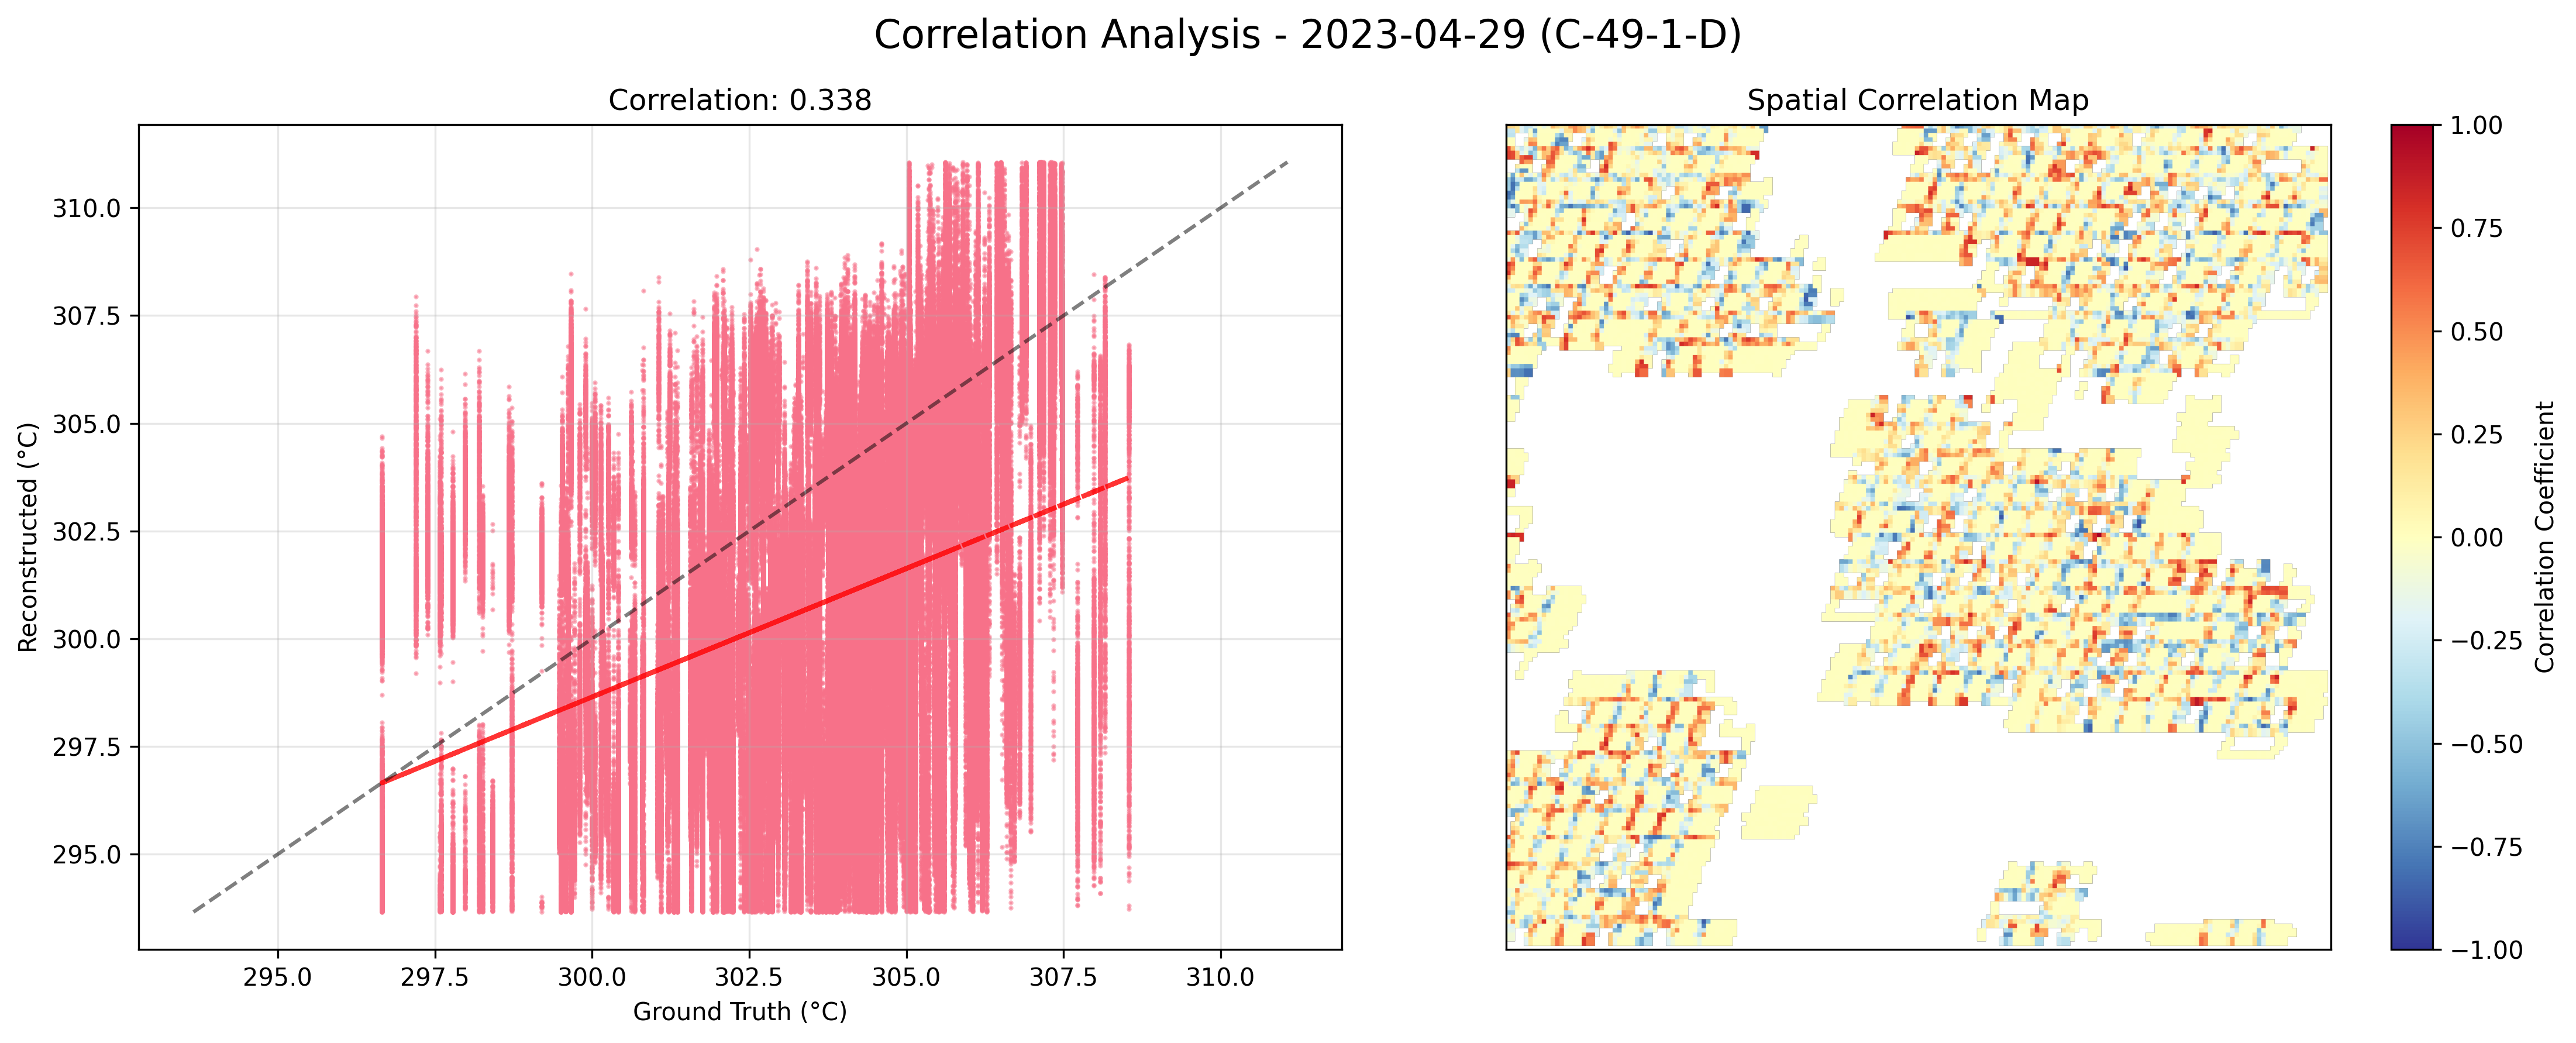 Correlation Analysis - 2023-04-29 (C-49-1-D)
Correlation: 0.338
310.0
307.5
305.0
302.5
300.0
297.5
295.0
Reconstructed (°C)
295.0 297.5 300.0 302.5 305.0 307.5 310.0
Ground Truth (°C)
Spatial Correlation Map
1.00
0.75
0.50
0.25
0.00
−0.25
−0.50
−0.75
−1.00
Correlation Coefficient